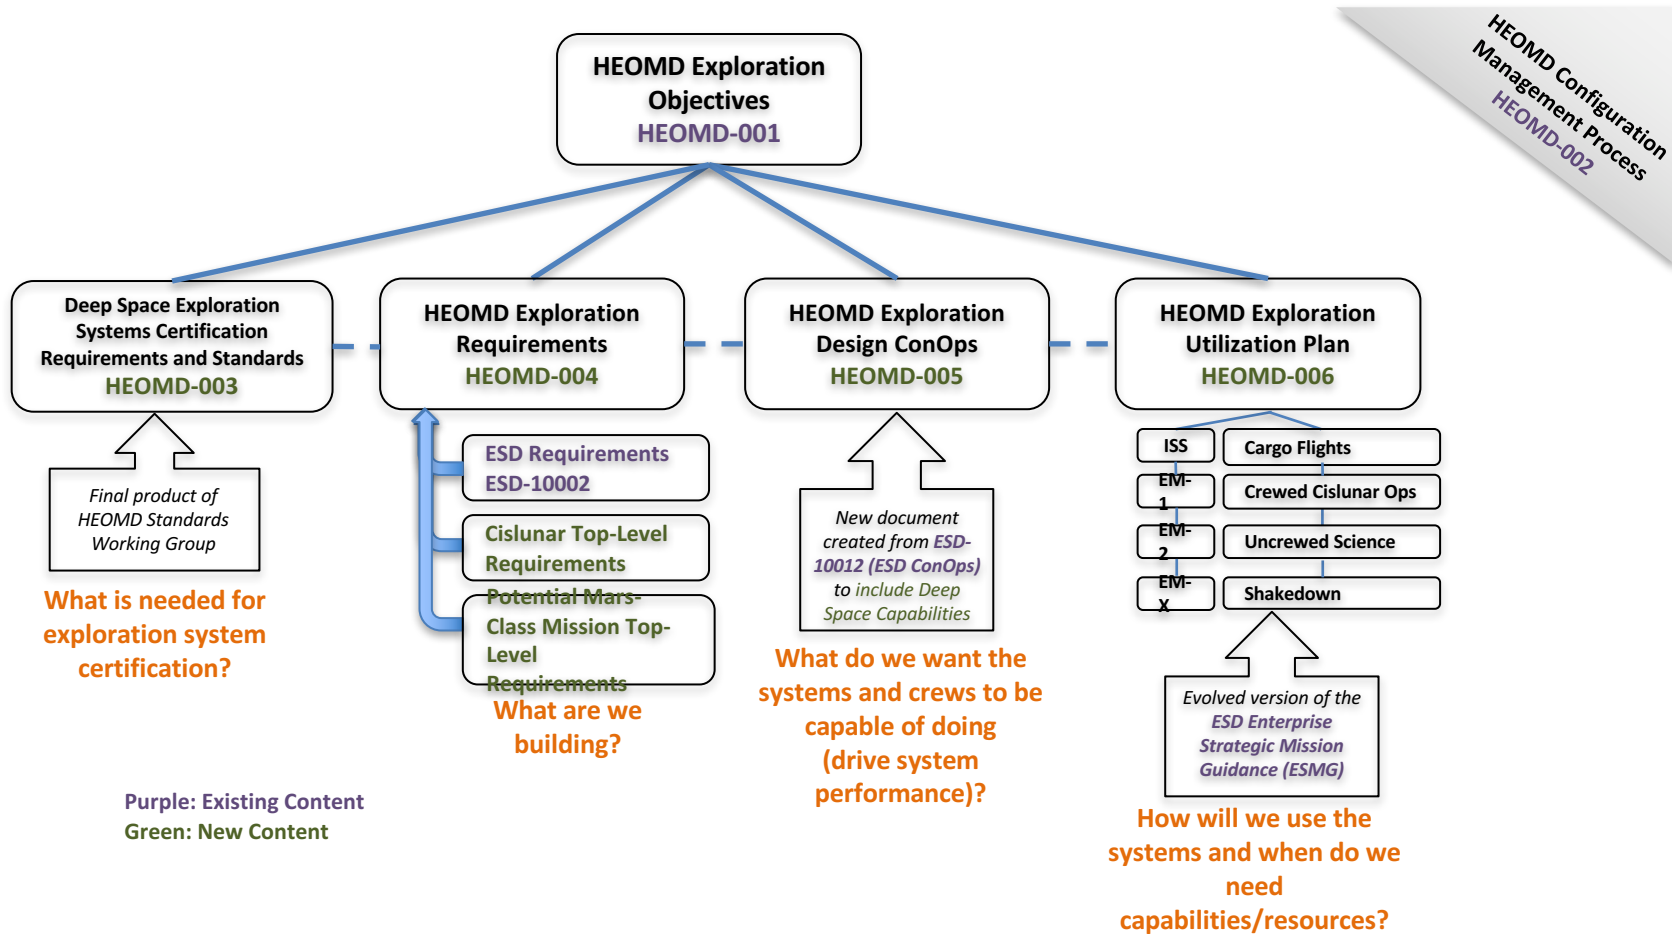 HEOMD Exploration
Objectives
HEOMD-001
HEOMD Configuration
Management Process
HEOMD-002
Deep Space Exploration
Systems Certification
Requirements and Standards
HEOMD-003
HEOMD Exploration
Requirements
HEOMD-004
HEOMD Exploration
Design ConOps
HEOMD-005
HEOMD Exploration
Utilization Plan
HEOMD-006
Final product of
HEOMD Standards
Working Group
What is needed for
exploration system
certification?
ESD Requirements
ESD-10002
Cislunar Top-Level
Requirements
Potential Mars-
Class Mission Top-
Level
Requirements
What are we
building?
New document
created from ESD-
10012 (ESD ConOps)
to include Deep
Space Capabilities
What do we want the
systems and crews to be
capable of doing
(drive system
performance)?
ISS
EM-
1
EM-
2
EM-
X
Cargo Flights
Crewed Cislunar Ops
Uncrewed Science
Shakedown
Evolved version of the
ESD Enterprise
Strategic Mission
Guidance (ESMG)
How will we use the
systems and when do we
need
capabilities/resources?
Purple: Existing Content
Green: New Content